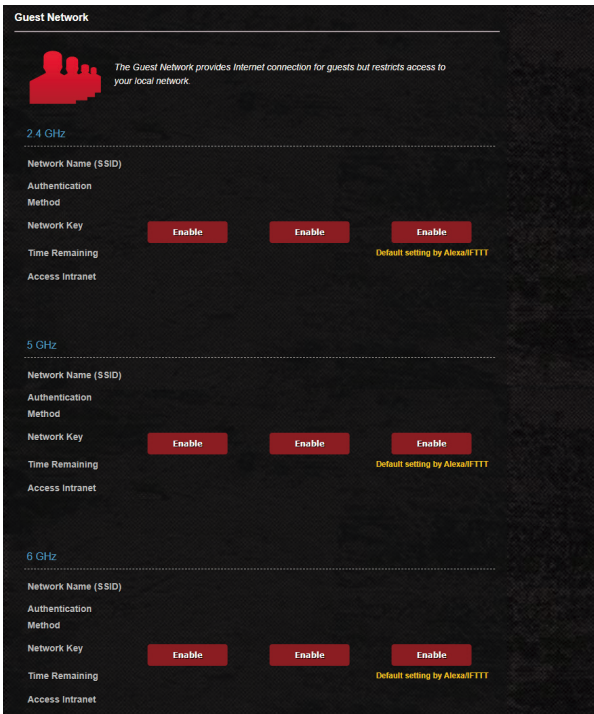 Guest Network
The Guest Network provides Internet connection for guests but restricts access to
your local network.
2.4 GHz
Network Name (SSID)
Authentication
Method
Network Key
Enable Enable Enable
Time Remaining
Default setting by Alexa/IFTTT
Access Intranet
5 GHz
Network Name (SSID)
Authentication
Method
Network Key
Enable Enable Enable
Time Remaining
Default setting by Alexa/IFTTT
Access Intranet
6 GHz
Network Name (SSID)
Authentication
Method
Network Key
Enable Enable Enable
Time Remaining
Default setting by Alexa/IFTTT
Access Intranet